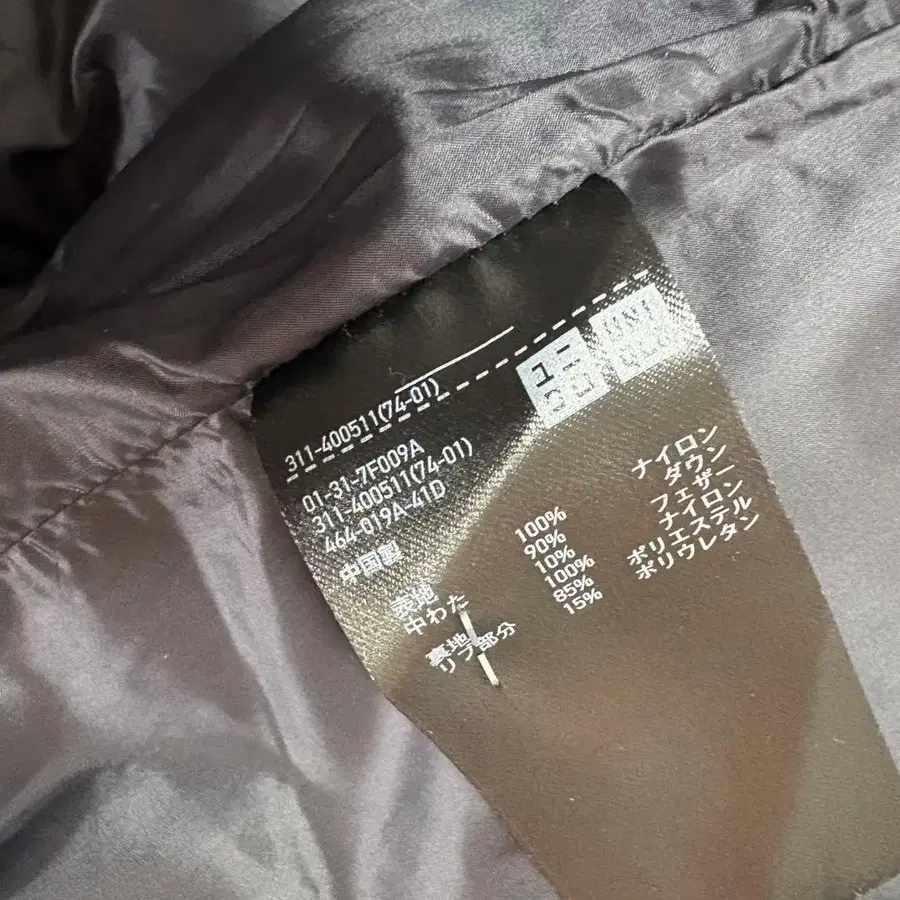 ユニ
クロ
UNI
QLO
311-400511(74-01)
01-31-7F009A
311-400511(74-01)
464-019A-41D
中国製
表地 100% ナイロン
中わた 90% ダウン
10% フェザー
裏地 100% ナイロン
リブ部分 85% ポリエステル
15% ポリウレタン